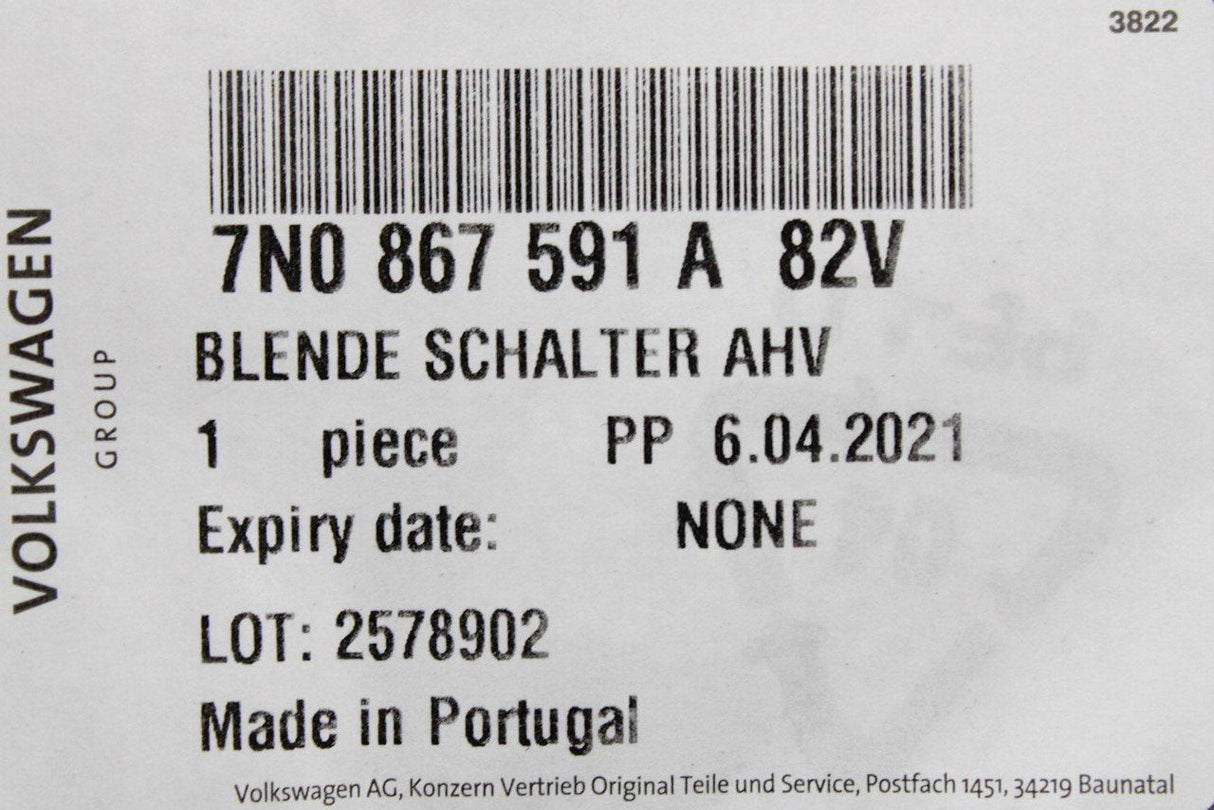 3822
VOLKSWAGEN
GROUP
7N0 867 591 A 82V
BLENDE SCHALTER AHV
1 piece PP 6.04.2021
Expiry date: NONE
LOT: 2578902
Made in Portugal
Volkswagen AG, Konzern Vertrieb Original Teile und Service, Postfach 1451, 34219 Baunatal